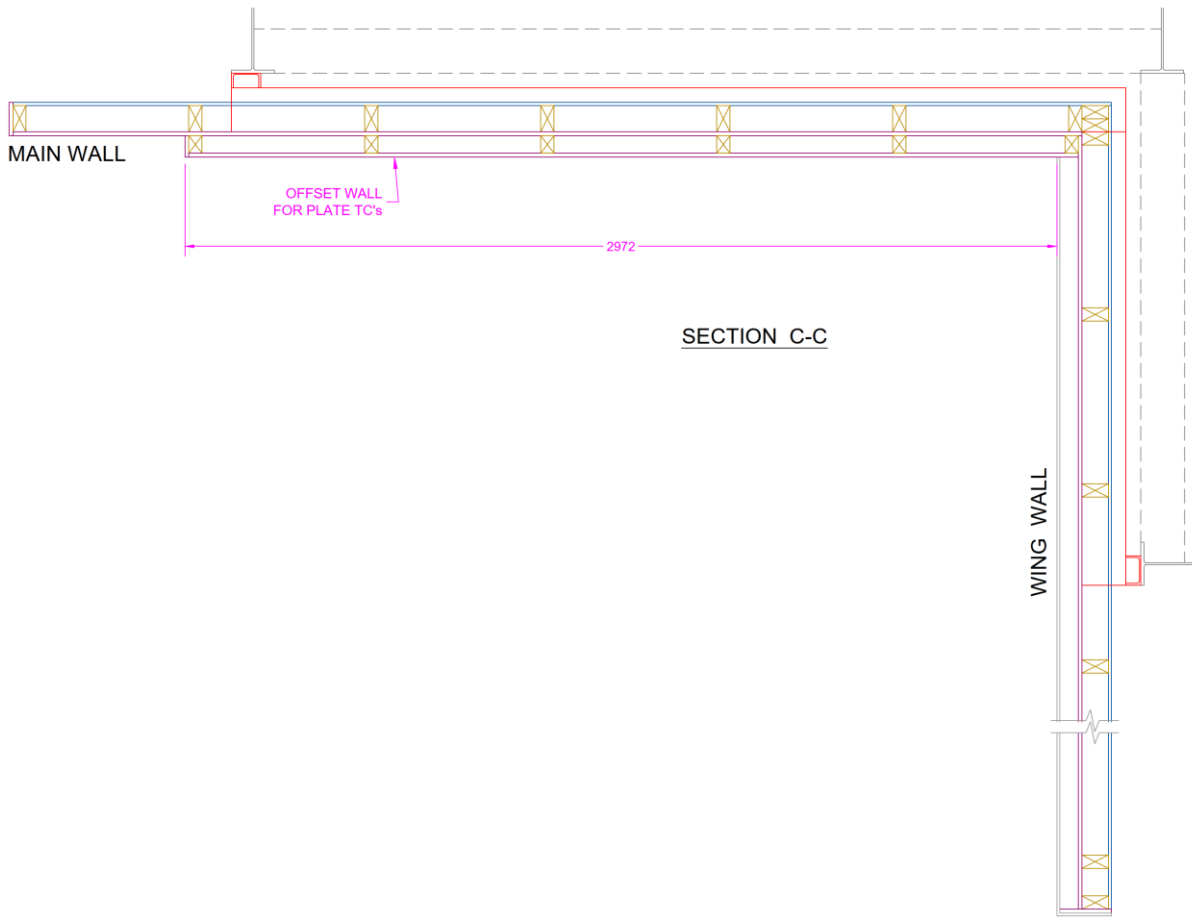 MAIN WALL
OFFSET WALL
FOR PLATE TC's
2972
SECTION C-C
WING WALL